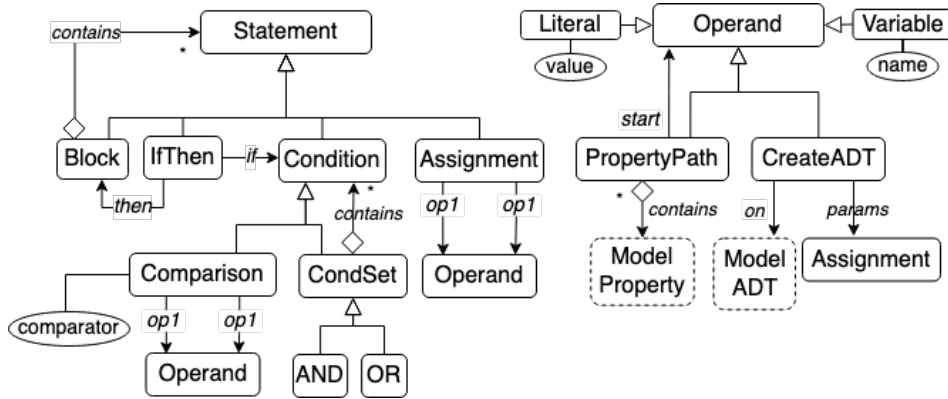 contains
*
Statement
Block
IfThen
if
Condition
Assignment
then
*
contains
op1
op1
Comparison
CondSet
Operand
comparator
op1
op1
Operand
AND
OR
Literal
Operand
Variable
value
name
start
PropertyPath
CreateADT
*
contains
on
params
Model
Property
Model
ADT
Assignment